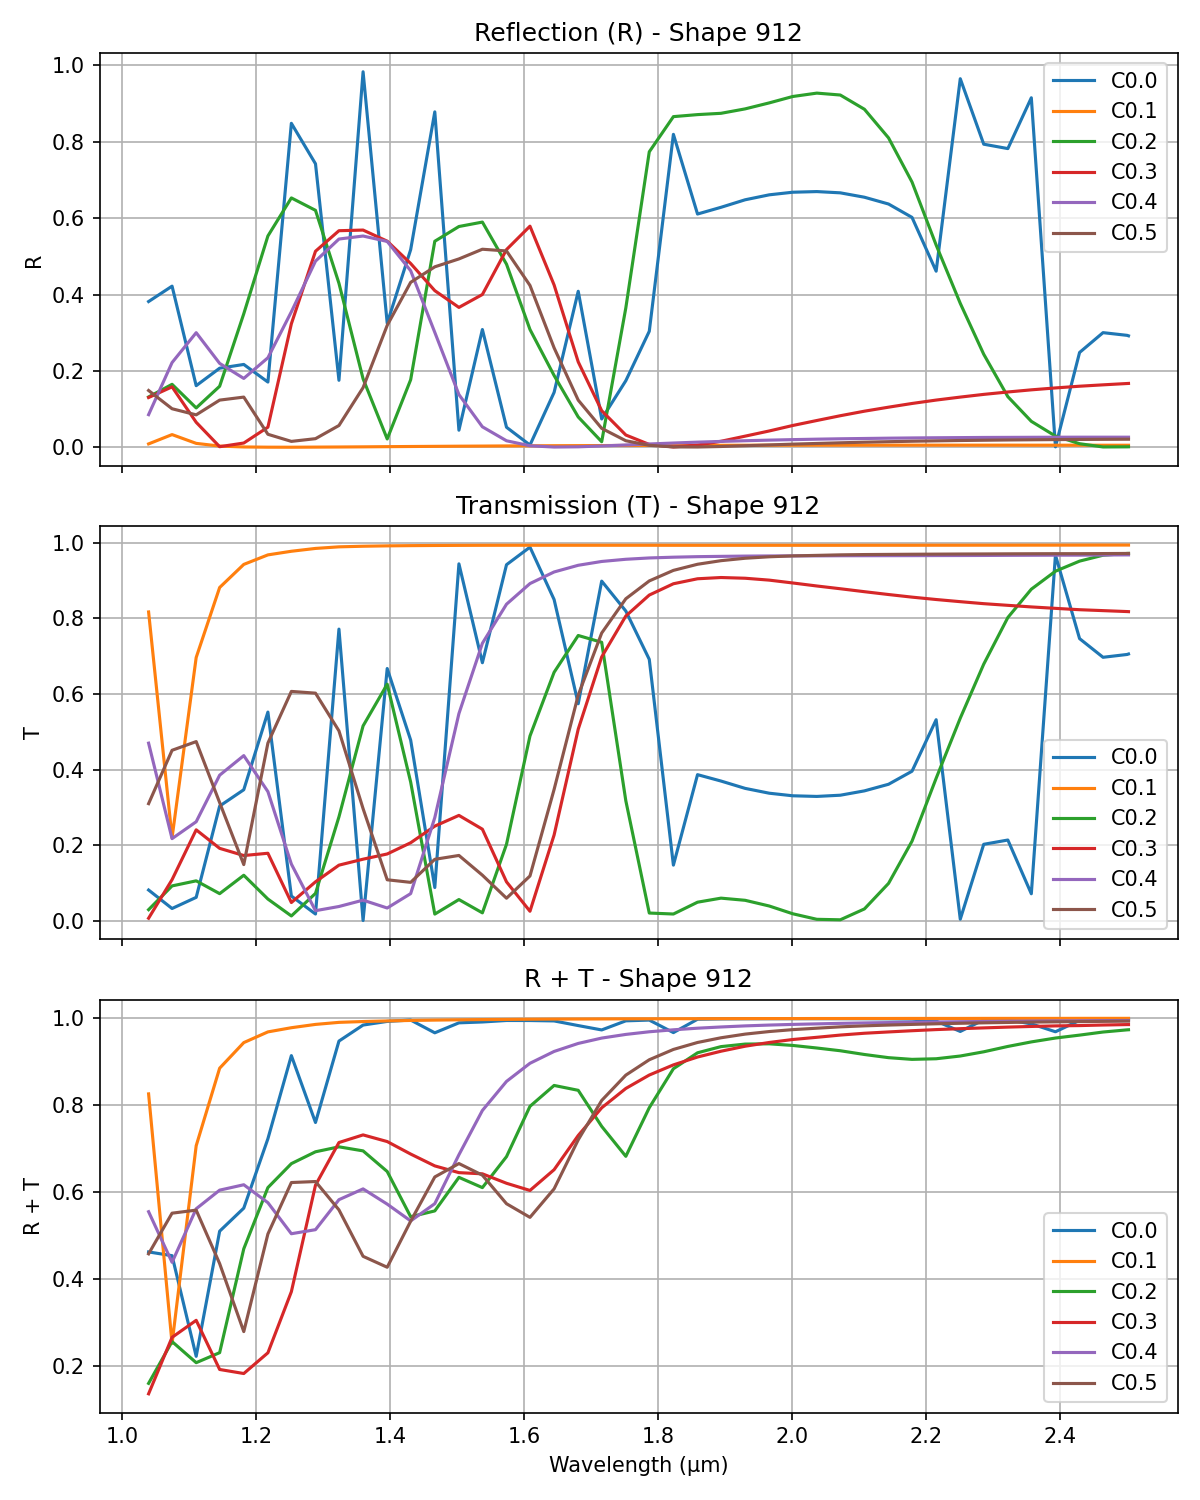 Reflection (R) - Shape 912
1.0
0.8
0.6
0.4
0.2
0.0
R
C0.0
C0.1
C0.2
C0.3
C0.4
C0.5
Transmission (T) - Shape 912
1.0
0.8
0.6
0.4
0.2
0.0
T
C0.0
C0.1
C0.2
C0.3
C0.4
C0.5
R + T - Shape 912
1.0
0.8
0.6
0.4
0.2
R + T
C0.0
C0.1
C0.2
C0.3
C0.4
C0.5
1.0 1.2 1.4 1.6 1.8 2.0 2.2 2.4
Wavelength (μm)